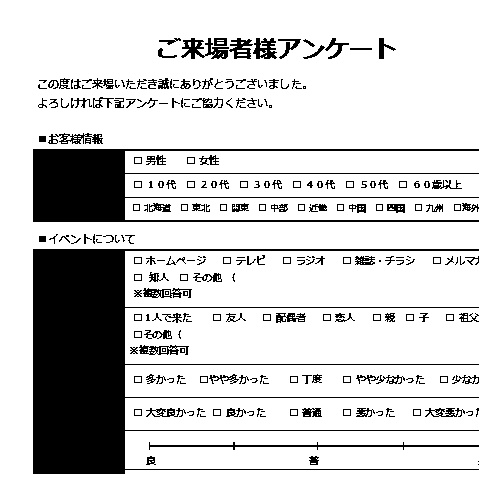 ご来場者様アンケート
この度はご来場いただき誠にありがとうございました。
よろしければ下記アンケートにご協力ください。
■お客様情報
□ 男性 □ 女性
□ 10代 □ 20代 □ 30代 □ 40代 □ 50代 □ 60歳以上
□ 北海道 □ 東北 □ 関東 □ 中部 □ 近畿 □ 中国 □ 四国 □ 九州 □海外
■イベントについて
□ ホームページ □ テレビ □ ラジオ □ 雑誌・チラシ □ メルマ
□ 知人 □ その他 (
※複数回答可
□1人で来た □ 友人 □ 配偶者 □ 恋人 □ 親 □ 子 □ 祖父
□その他 (
※複数回答可
□ 多かった □やや多かった □ 丁度 □ やや少なかった □ 少なか
□ 大変良かった □ 良かった □ 普通 □ 悪かった □ 大変悪かっ
良 普